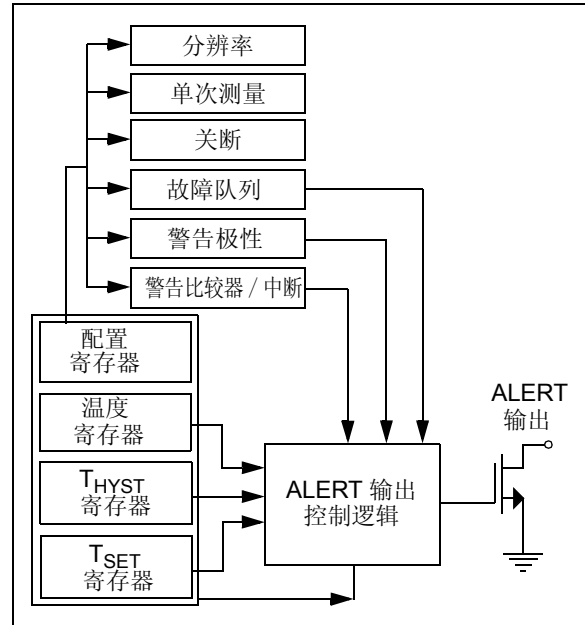 分辨率
单次测量
关断
故障队列
警告极性
警告比较器 / 中断
配置
寄存器
温度
寄存器
THYST
寄存器
TSET
寄存器
ALERT 输出
控制逻辑
ALERT
输出